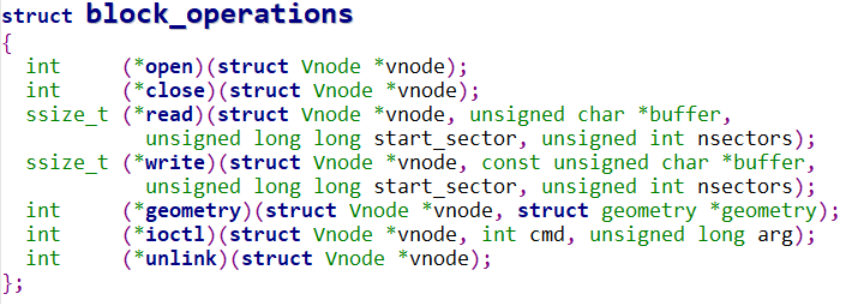 struct block_operations
{
  int     (*open)(struct Vnode *vnode);
  int     (*close)(struct Vnode *vnode);
  ssize_t (*read)(struct Vnode *vnode, unsigned char *buffer,
            unsigned long long start_sector, unsigned int nsectors);
  ssize_t (*write)(struct Vnode *vnode, const unsigned char *buffer,
            unsigned long long start_sector, unsigned int nsectors);
  int     (*geometry)(struct Vnode *vnode, struct geometry *geometry);
  int     (*ioctl)(struct Vnode *vnode, int cmd, unsigned long arg);
  int     (*unlink)(struct Vnode *vnode);
};